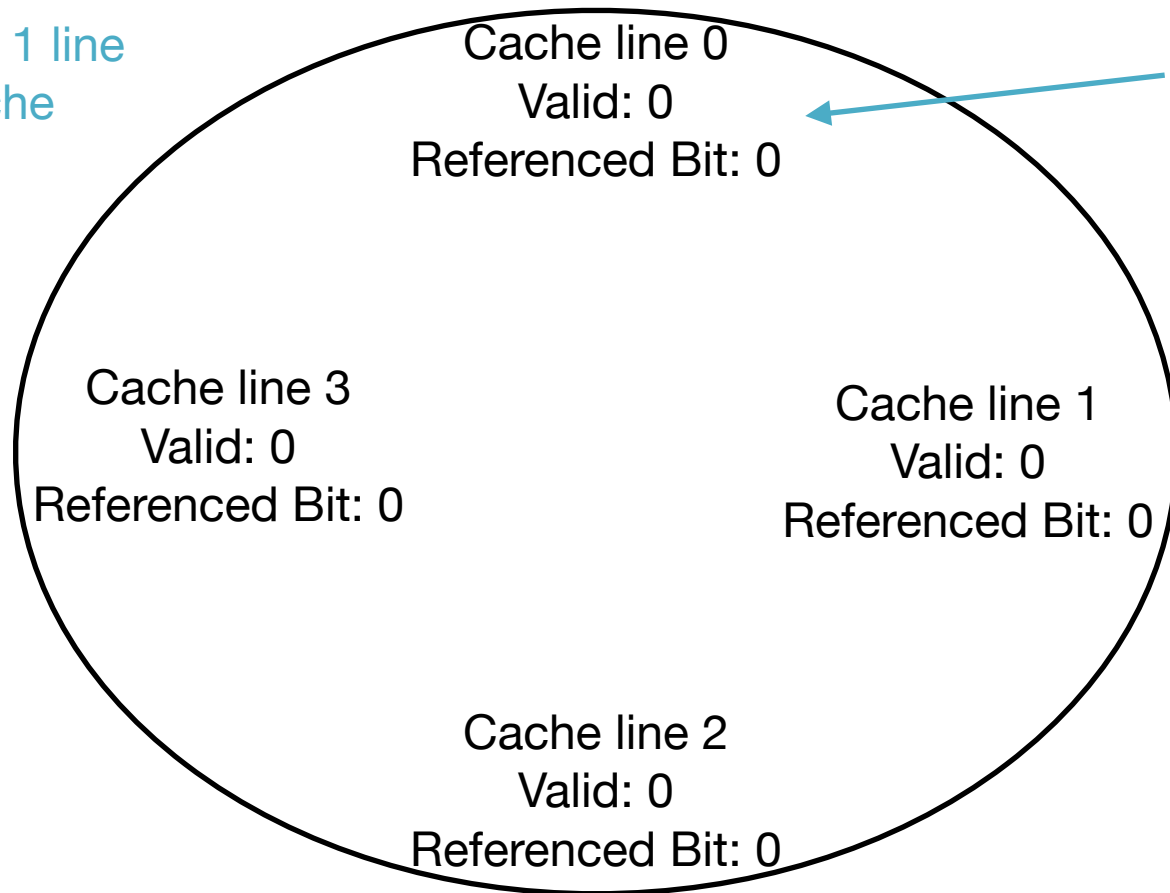 1 line
che
Cache line 0
Valid: 0
Referenced Bit: 0
Cache line 3
Valid: 0
Referenced Bit: 0
Cache line 1
Valid: 0
Referenced Bit: 0
Cache line 2
Valid: 0
Referenced Bit: 0